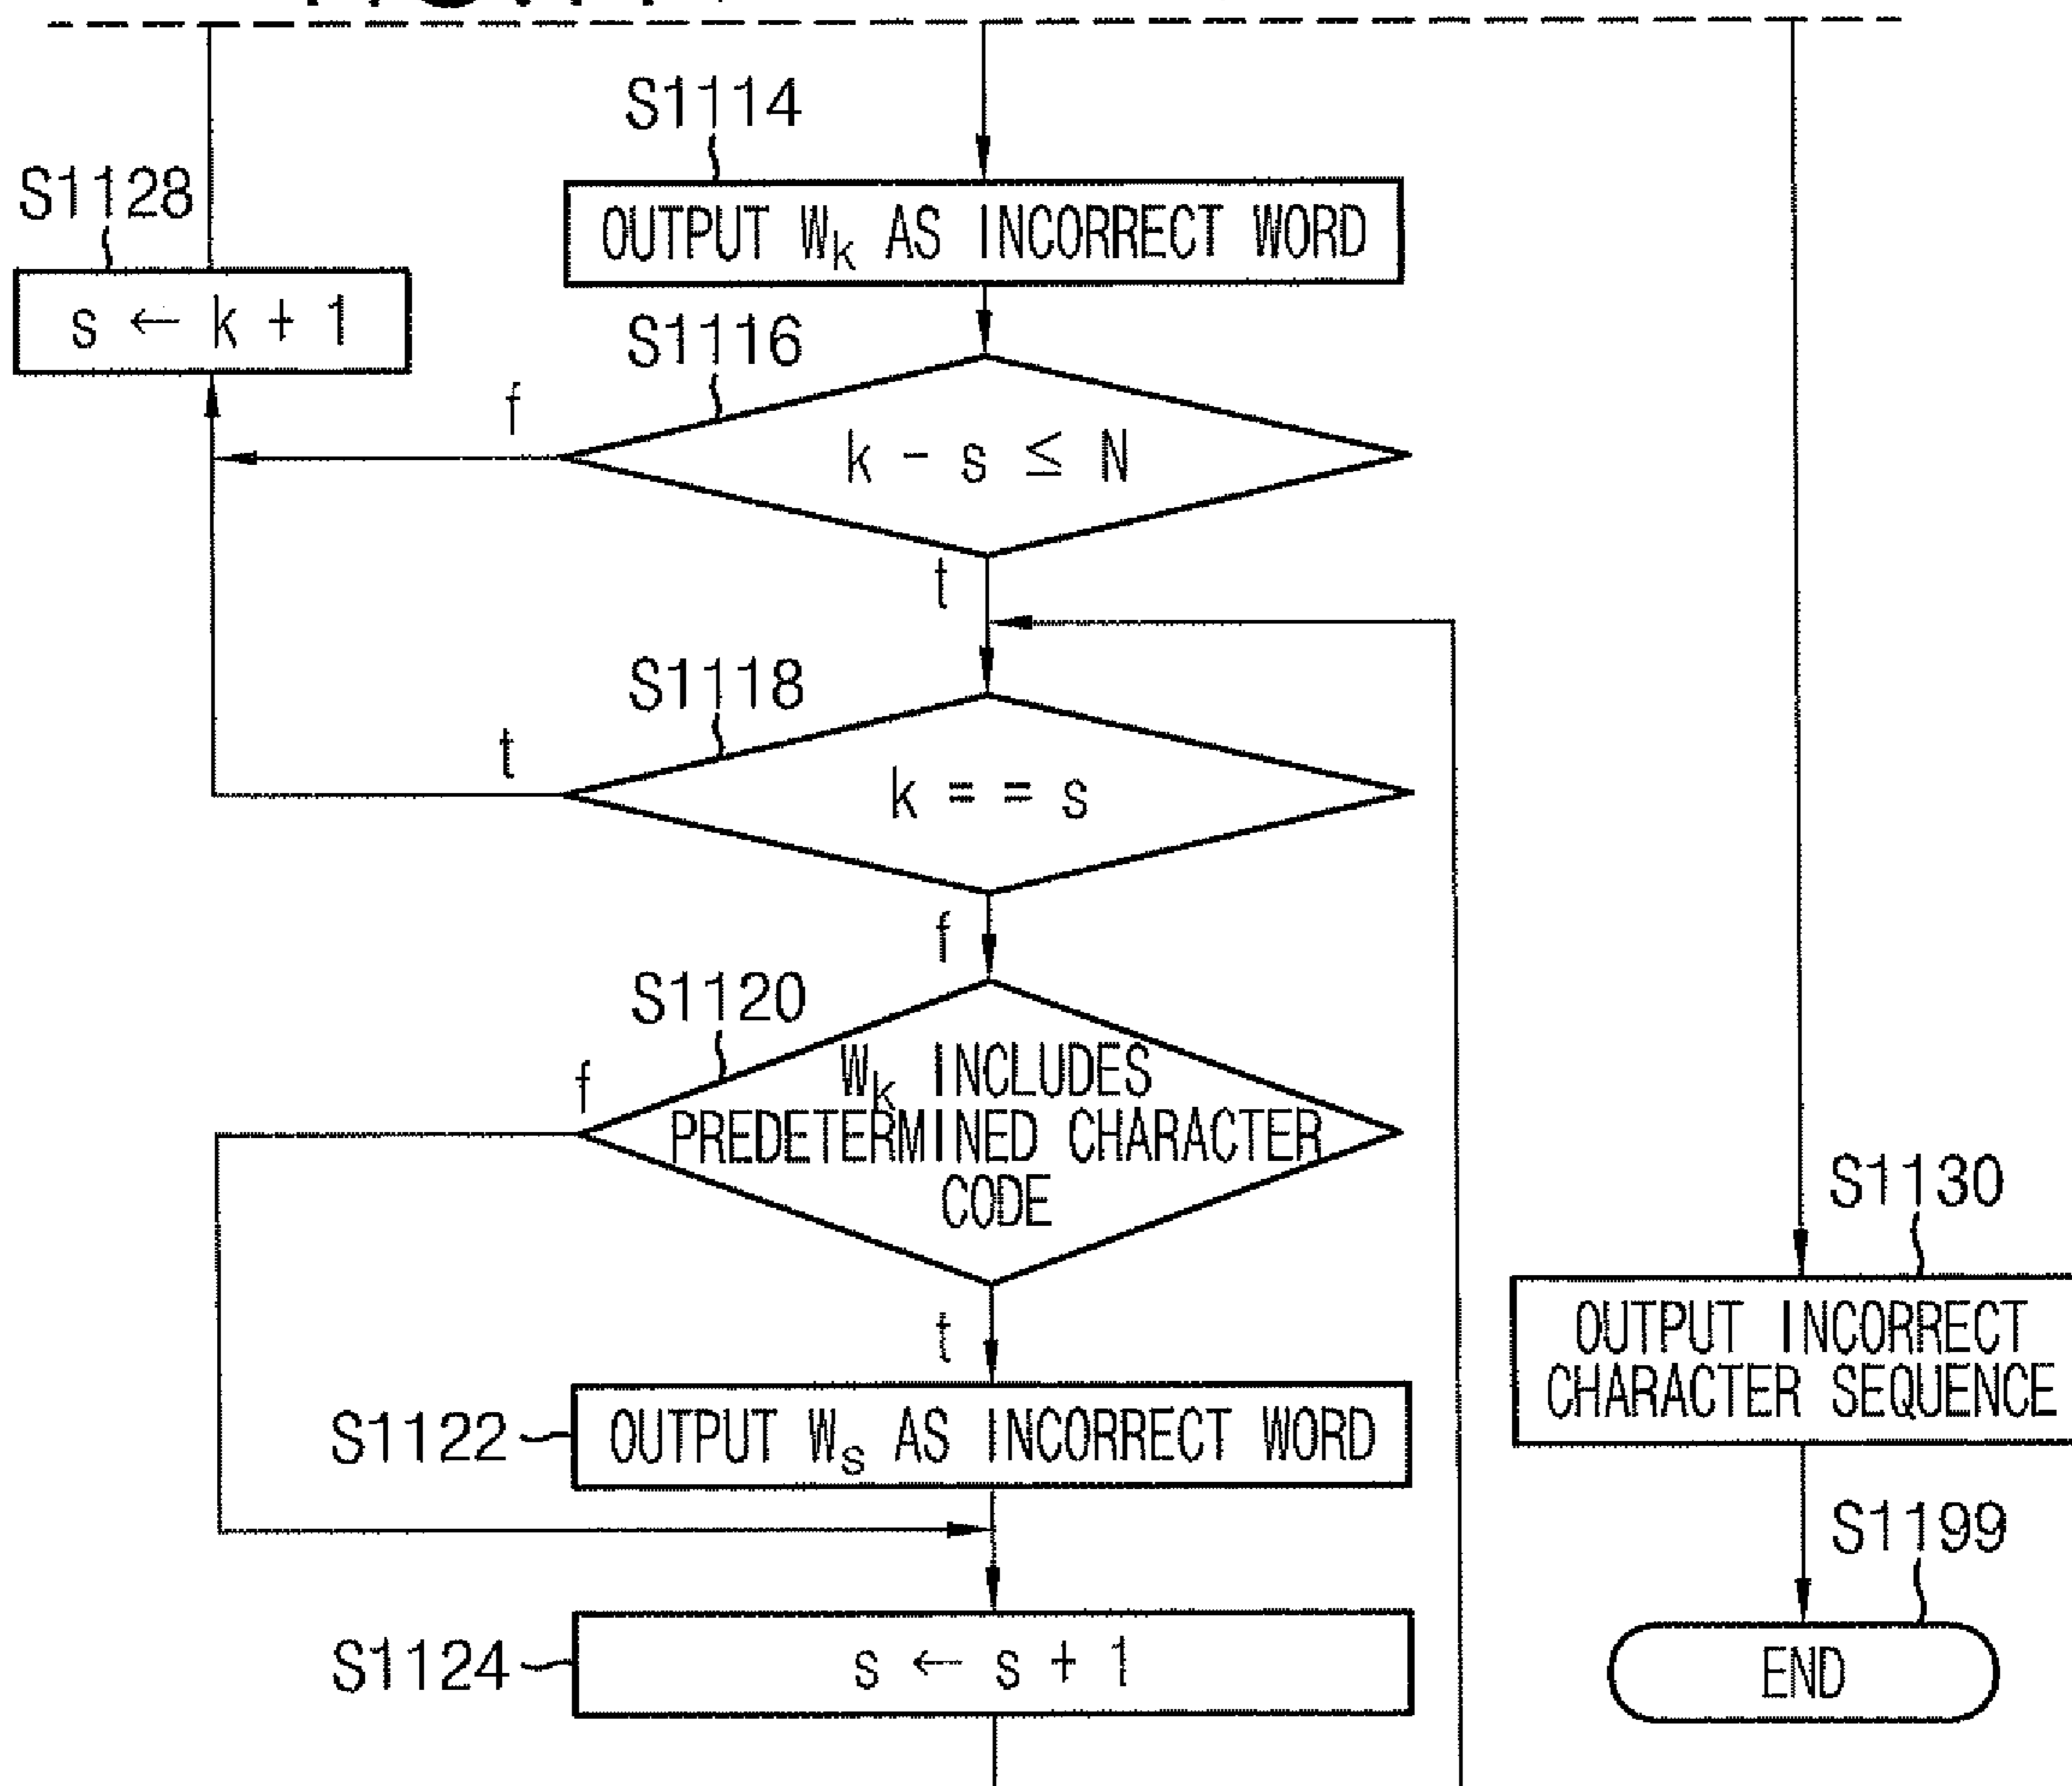 S1114
S1128
OUTPUT Wk AS INCORRECT WORD
s ← k + 1
S1116
f
k - s ≤ N
t
S1118
t
k = = s
f
S1120
f
Wk INCLUDES
PREDETERMINED CHARACTER
CODE
t
S1130
OUTPUT INCORRECT
CHARACTER SEQUENCE
S1122
OUTPUT Ws AS INCORRECT WORD
S1199
S1124
s ← s + 1
END